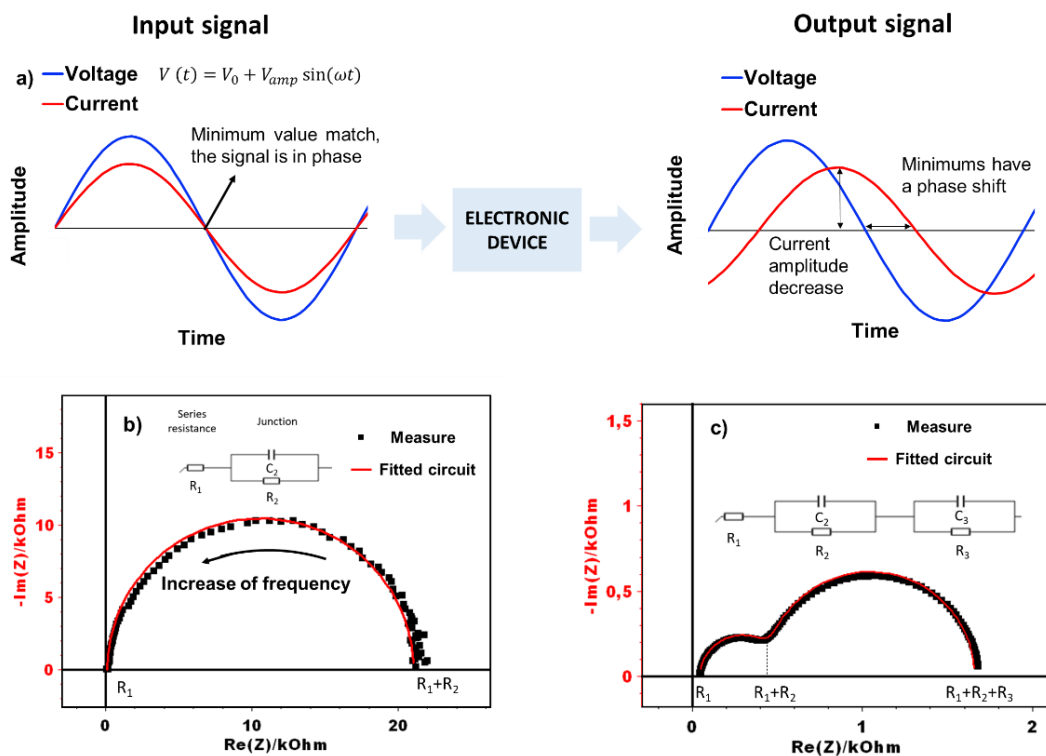 Input signal
Output signal
a)
Voltage
V (t) = V₀ + Vₐₘₚ sin(ωt)
Current
Minimum value match,
the signal is in phase
Amplitude
Time
ELECTRONIC
DEVICE
Voltage
Current
Minimums have
a phase shift
Amplitude
Current
amplitude
decrease
Time
b)
Series
resistance
Junction
Measure
Fitted circuit
C₂
R₁
R₂
Increase of frequency
-Im(Z)/kOhm
15
10
5
0
R₁
R₁+R₂
0
10
20
Re(Z)/kOhm
c)
Measure
Fitted circuit
C₂
C₃
R₁
R₂
R₃
-Im(Z)/kOhm
1,5
1
0,5
0
R₁
R₁+R₂
R₁+R₂+R₃
0
1
2
Re(Z)/kOhm